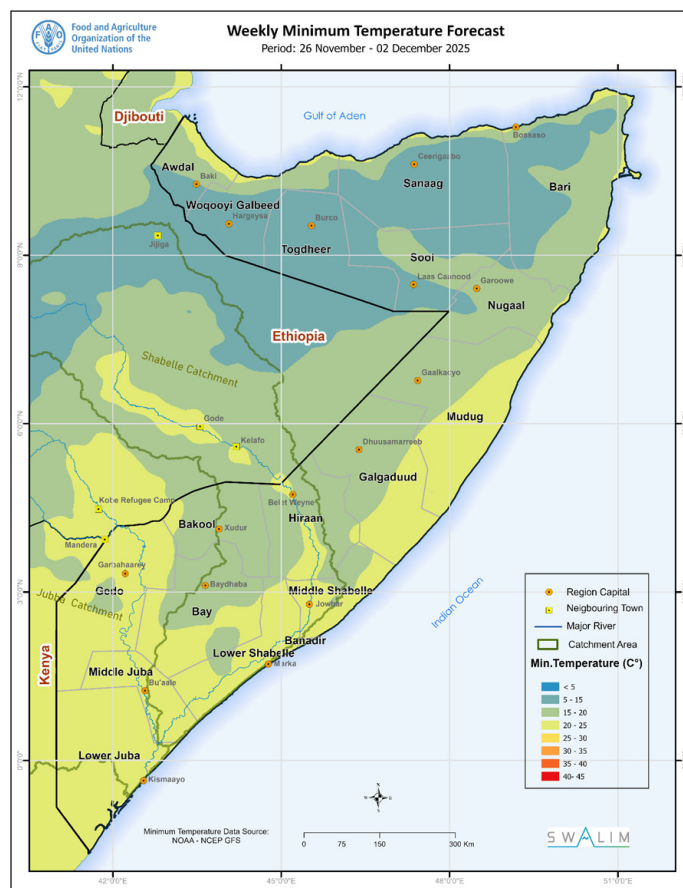 Food and Agriculture
Organization of the
United Nations
Weekly Minimum Temperature Forecast
Period: 26 November - 02 December 2025
12°0'0"N
Djibouti
Gulf of Aden
Bossaso
Awdal
Baki
Sanaag
Bari
Woqooyi Galbeed
Hargeysa
Burco
Jijiga
Togdheer
Sool
9°0'0"N
Laas Caanood
Garoowe
Nugaal
Ethiopia
Shabelle Catchment
Gaalkacyo
Mudug
Gode
6°0'0"N
Kelafo
Dhuusamarreeb
Galgaduud
Kobe Refugee Camp
Belet Weyne
Hiraan
Bakool
Xudur
Mandera
Garbahaarey
Gedo
Baydhaba
3°0'0"N
Middle Shabelle
Jowhar
Jubba Catchment
Bay
Indian Ocean
Banadir
Lower Shabelle
Marka
Kenya
Middle Juba
Bu'aale
Lower Juba
0°0'0"
Kismaayo
Region Capital
Neigbouring Town
Major River
Catchment Area
Min.Temperature (C°)
< 5
5 - 15
15 - 20
20 - 25
25 - 30
30 - 35
35 - 40
40- 45
Minimum Temperature Data Source:
NOAA - NCEP GFS
0 75 150 300 Km
SWALIM
42°0'0"E 45°0'0"E 48°0'0"E 51°0'0"E